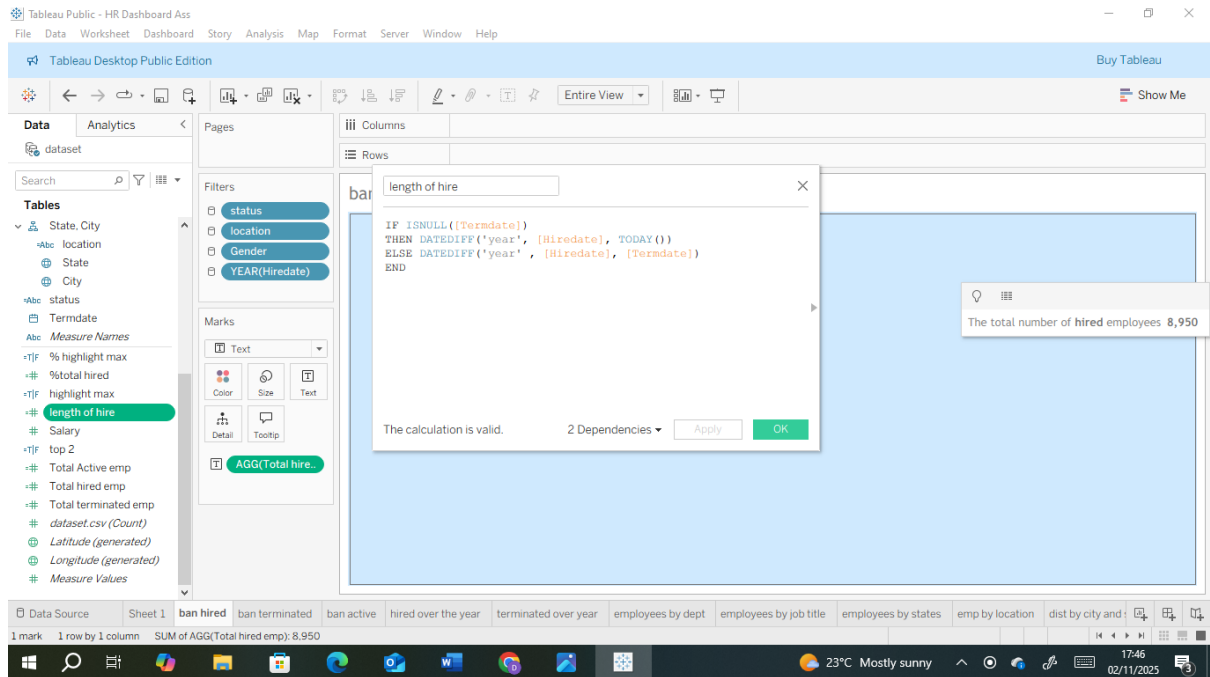 Tableau Public - HR Dashboard Ass
File Data Worksheet Dashboard Story Analysis Map Format Server Window Help
Tableau Desktop Public Edition
Buy Tableau
Entire View
Show Me
Data Analytics
dataset
Search
Tables
State, City
Abc location
State
City
Abc status
Termdate
Abc Measure Names
=T|F % highlight max
=# %total hired
=T|F highlight max
=# length of hire
# Salary
=T|F top 2
=# Total Active emp
=# Total hired emp
=# Total terminated emp
# dataset.csv (Count)
Latitude (generated)
Longitude (generated)
# Measure Values
Pages
Filters
status
location
Gender
YEAR(Hiredate)
Marks
Text
Color Size Text
Detail Tooltip
AGG(Total hire..
Columns
Rows
ban
length of hire
IF ISNULL([Termdate])
THEN DATEDIFF('year', [Hiredate], TODAY())
ELSE DATEDIFF('year' , [Hiredate], [Termdate])
END
The calculation is valid.
2 Dependencies
Apply
OK
The total number of hired employees 8,950
Data Source Sheet 1 ban hired ban terminated ban active hired over the year terminated over year employees by dept employees by job title employees by states emp by location dist by city and
1 mark 1 row by 1 column SUM of AGG(Total hired emp): 8,950
23°C Mostly sunny
17:46
02/11/2025
3